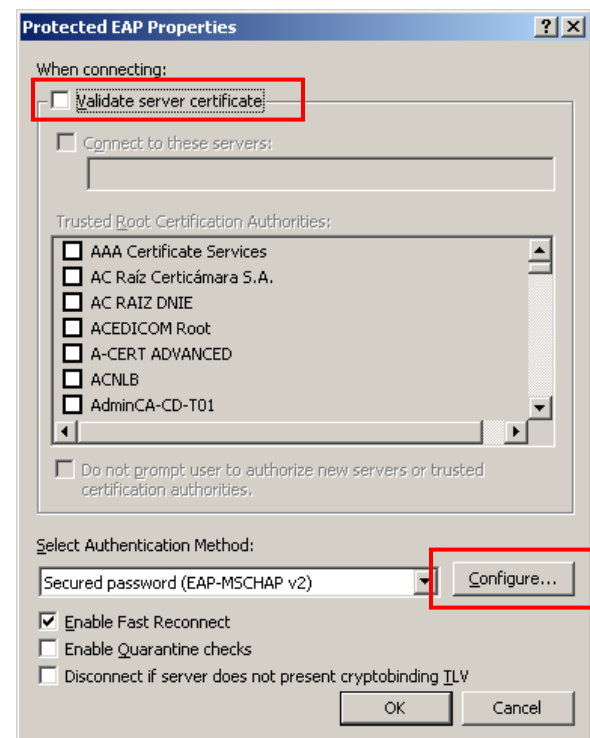 Protected EAP Properties
When connecting:
Validate server certificate
Connect to these servers:
Trusted Root Certification Authorities:
AAA Certificate Services
AC Raíz Certicámara S.A.
AC RAIZ DNIE
ACEDICOM Root
A-CERT ADVANCED
ACNLB
AdminCA-CD-T01
Do not prompt user to authorize new servers or trusted
certification authorities.
Select Authentication Method:
Secured password (EAP-MSCHAP v2)
Configure...
Enable Fast Reconnect
Enable Quarantine checks
Disconnect if server does not present cryptobinding TLV
OK Cancel